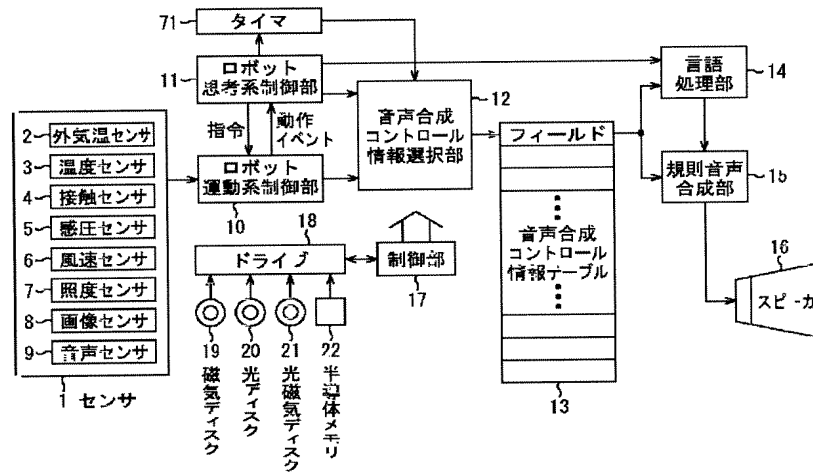 71 タイマ
11 ロボット
思考系制御部
指令
動作
イベント
ロボット
運動系制御部
10
12
音声合成
コントロール
情報選択部
フィールド
音声合成
コントロール
情報テーブル
13
言語
処理部
14
規則音声
合成部
15
16
スピーカ
2 外気温センサ
3 温度センサ
4 接触センサ
5 感圧センサ
6 風速センサ
7 照度センサ
8 画像センサ
9 音声センサ
1 センサ
18
ドライブ
制御部
17
19 磁気ディスク
20 光ディスク
21 光磁気ディスク
22 半導体メモリ